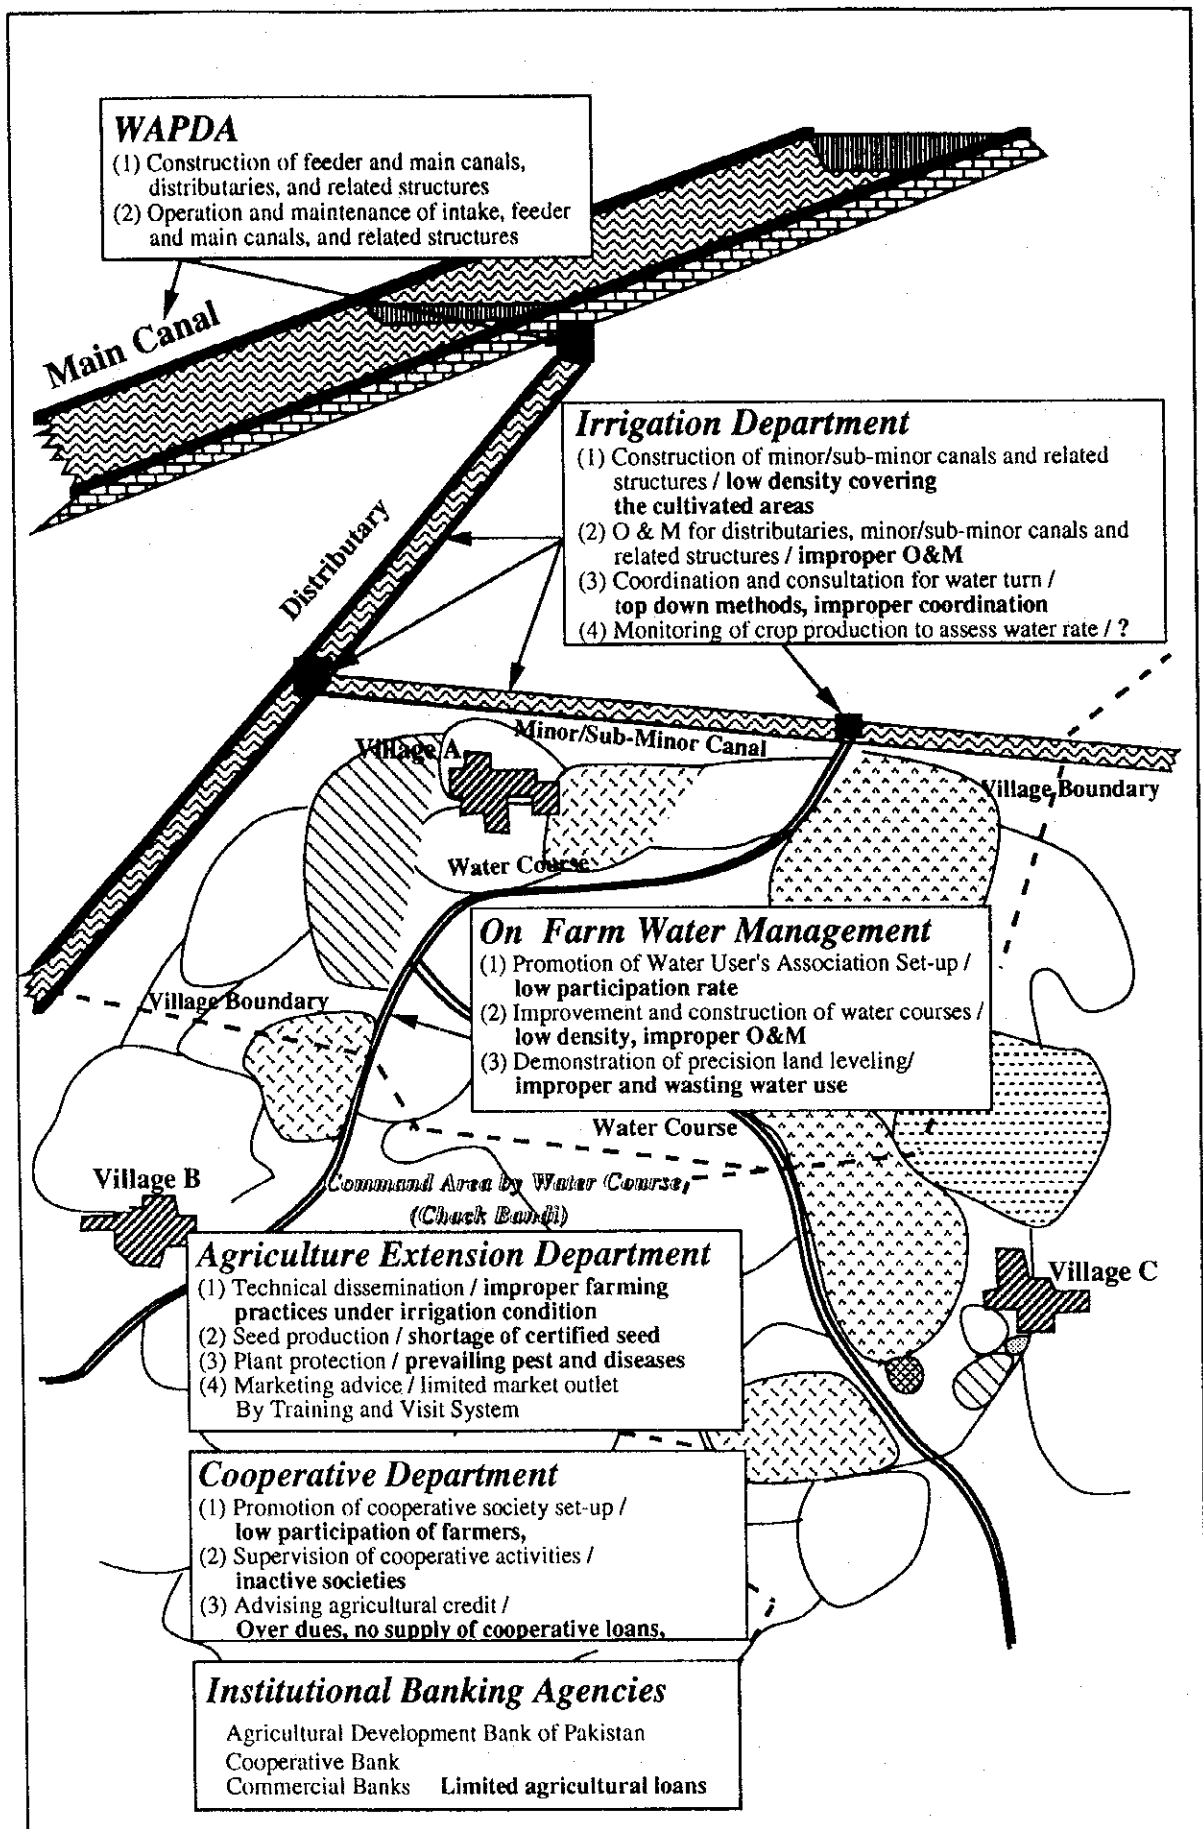 WAPDA
(1) Construction of feeder and main canals,
distributaries, and related structures
(2) Operation and maintenance of intake, feeder
and main canals, and related structures
Main Canal
Irrigation Department
(1) Construction of minor/sub-minor canals and related
structures / low density covering
the cultivated areas
(2) O & M for distributaries, minor/sub-minor canals and
related structures / improper O&M
(3) Coordination and consultation for water turn /
top down methods, improper coordination
(4) Monitoring of crop production to assess water rate / ?
Distributary
Minor/Sub-Minor Canal
Village A
Village Boundary
Water Course
On Farm Water Management
(1) Promotion of Water User's Association Set-up /
low participation rate
(2) Improvement and construction of water courses /
low density, improper O&M
(3) Demonstration of precision land leveling/
improper and wasting water use
Village Boundary
Water Course
Village B
Command Area by Water Course,
(Chack Bandi)
Agriculture Extension Department
(1) Technical dissemination / improper farming
practices under irrigation condition
(2) Seed production / shortage of certified seed
(3) Plant protection / prevailing pest and diseases
(4) Marketing advice / limited market outlet
By Training and Visit System
Village C
Cooperative Department
(1) Promotion of cooperative society set-up /
low participation of farmers,
(2) Supervision of cooperative activities /
inactive societies
(3) Advising agricultural credit /
Over dues, no supply of cooperative loans,
Institutional Banking Agencies
Agricultural Development Bank of Pakistan
Cooperative Bank
Commercial Banks Limited agricultural loans